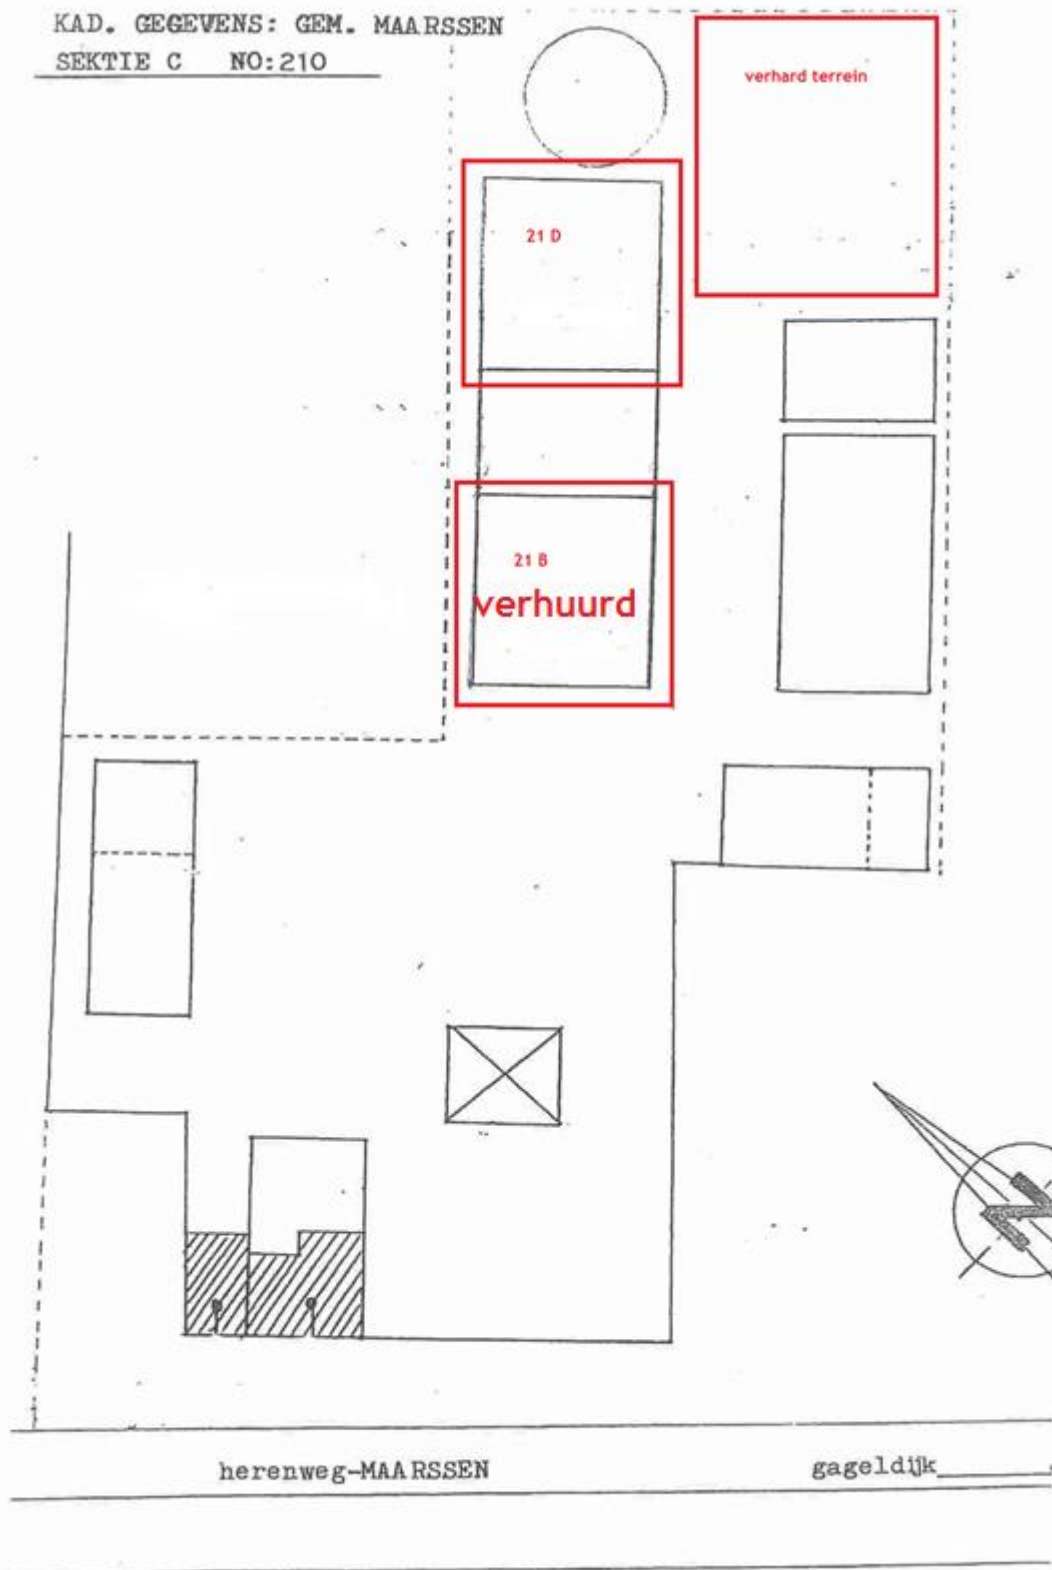 KAD. GEGEVENS: GEM. MAARSSEN
SEKTIE C NO:210
verhard terrein
21 D
21 B
verhuurd
N
herenweg-MAARSSEN
gageldijk